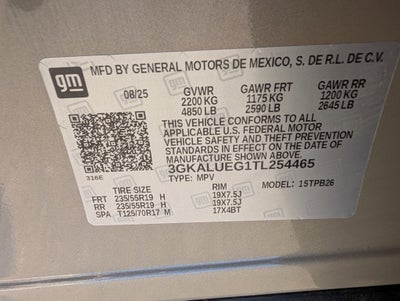 gm
MFD BY GENERAL MOTORS DE MEXICO, S. DE R.L. DE C.V.
08/25 GVWR GAWR FRT GAWR RR
2200 KG 1175 KG 1200 KG
4850 LB 2590 LB 2645 LB
THIS VEHICLE CONFORMS TO ALL APPLICABLE
U.S. FEDERAL MOTOR
VEHICLE SAFETY AND THEFT PREVENTION
STANDARDS IN EFFECT ON THE DATE OF
MANUFACTURE SHOWN ABOVE.
3GKALUEG1TL254465
316E TYPE: MPV
TIRE SIZE RIM MODEL: 15TPB26
FRT 235/55R19 H 19X7.5J
RR 235/55R19 H 19X7.5J
SPA T125/70R17 M 17X4BT